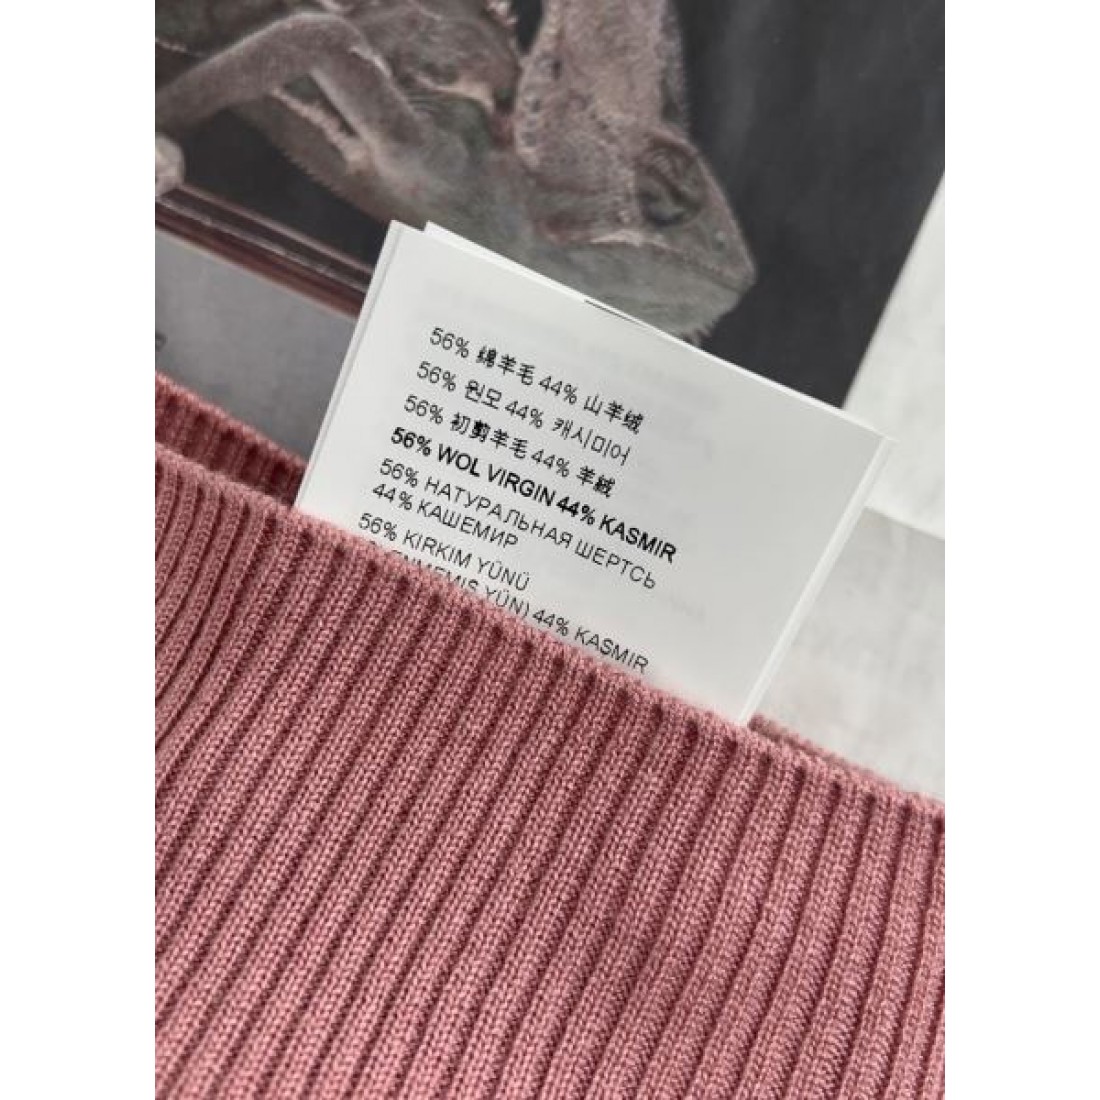 56% 绵羊毛 44% 山羊绒
56% 원모 44% 캐시미어
56% 初剪羊毛 44% 羊絨
56% WOL VIRGIN 44% KASMIR
56% НАТУРАЛЬНАЯ ШЕРТСЬ
44% КАШЕМИР
56% KIRKIM YÜNÜ
YÜN) 44% KASMIR